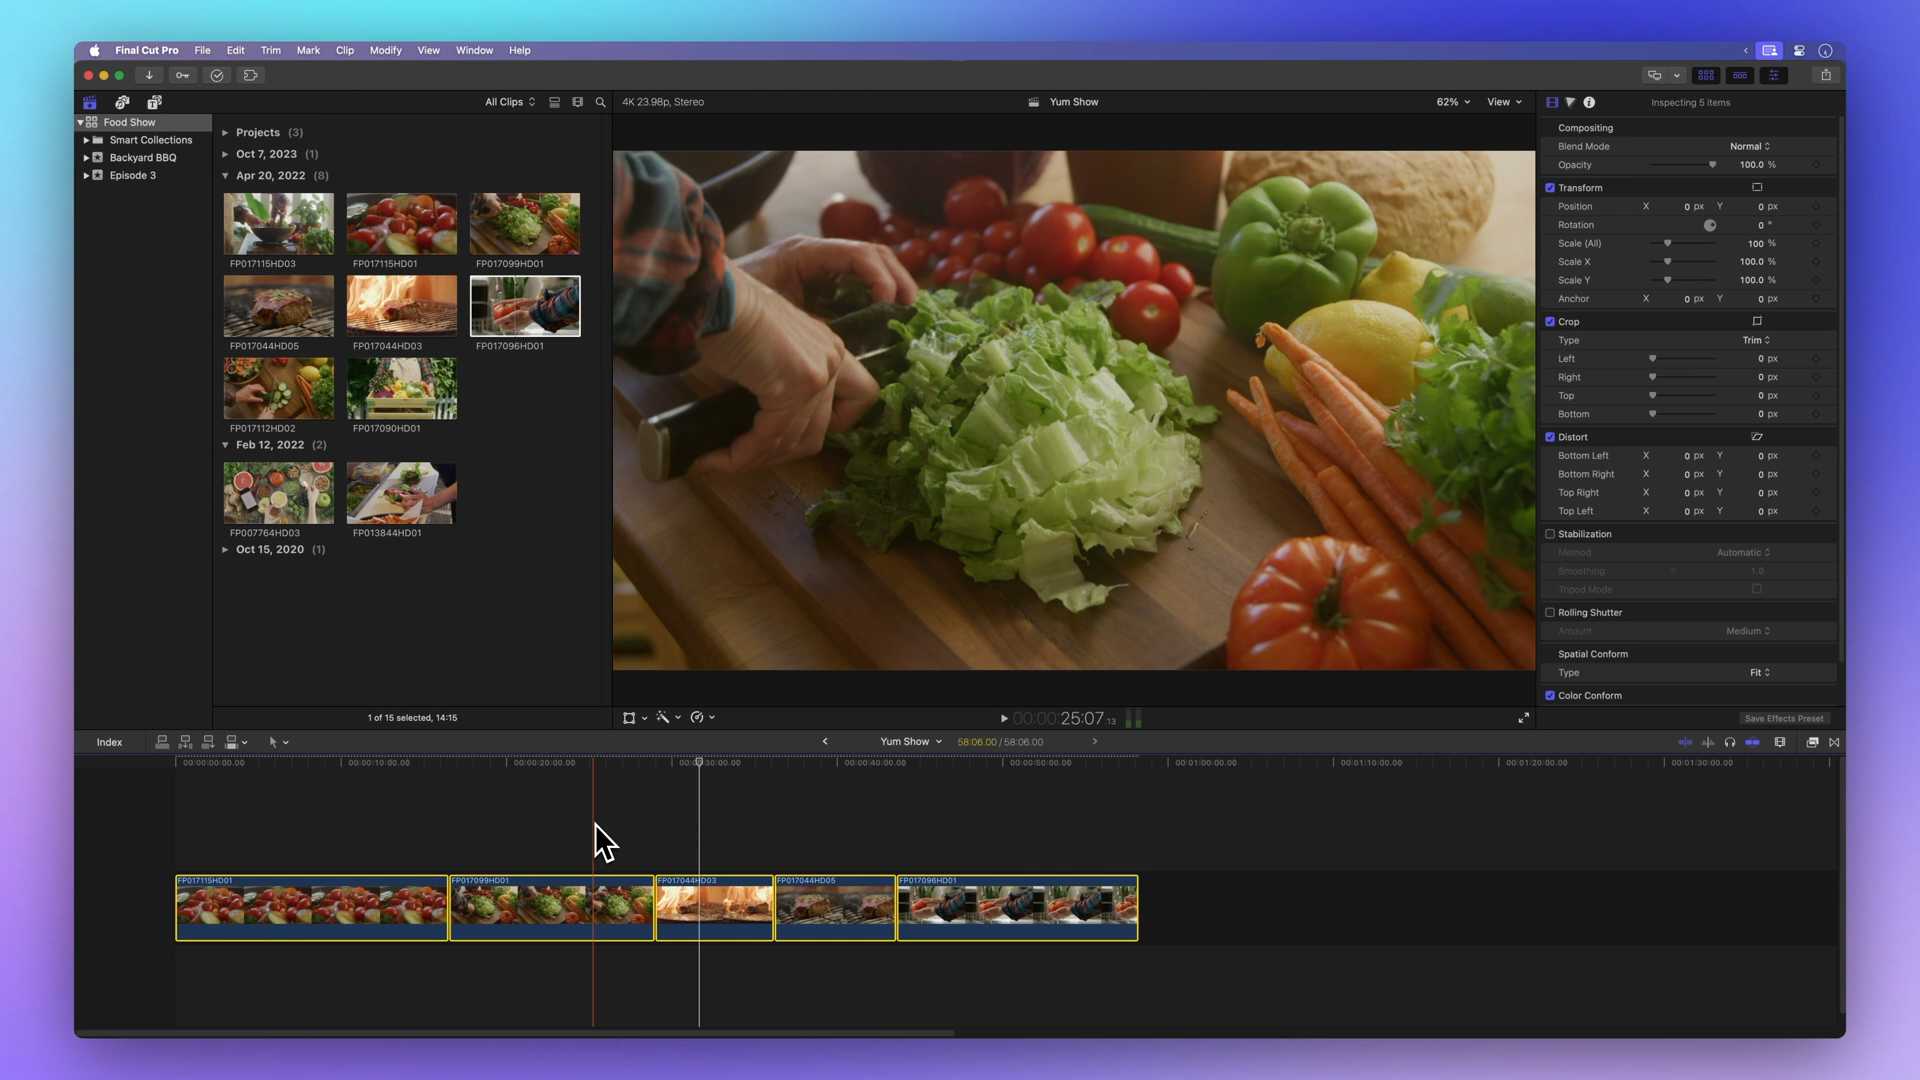 Final Cut Pro File Edit Trim Mark Clip Modify View Window Help
All Clips
4K 23.98p, Stereo
Yum Show
62%
View
Inspecting 5 items
Food Show
Smart Collections
Backyard BBQ
Episode 3
Projects (3)
Oct 7, 2023 (1)
Apr 20, 2022 (8)
FP017115HD03 FP017115HD01 FP017099HD01
FP017044HD05 FP017044HD03 FP017096HD01
FP017112HD02 FP017090HD01
Feb 12, 2022 (2)
FP007764HD03 FP013844HD01
Oct 15, 2020 (1)
1 of 15 selected, 14:15
Compositing
Blend Mode Normal
Opacity 100.0 %
Transform
Position X 0 px Y 0 px
Rotation 0 °
Scale (All) 100 %
Scale X 100.0 %
Scale Y 100.0 %
Anchor X 0 px Y 0 px
Crop
Type Trim
Left 0 px
Right 0 px
Top 0 px
Bottom 0 px
Distort
Bottom Left X 0 px Y 0 px
Bottom Right X 0 px Y 0 px
Top Right X 0 px Y 0 px
Top Left X 0 px Y 0 px
Stabilization
Method Automatic
Smoothing 1.0
Tripod Mode
Rolling Shutter
Amount Medium
Spatial Conform
Type Fit
Color Conform
Save Effects Preset
00:00:25:07.13
Index
Yum Show
58:06.00 / 58:06.00
00:00:00:00.00 00:00:10:00.00 00:00:20:00.00 00:00:30:00.00 00:00:40:00.00 00:00:50:00.00 00:01:00:00.00 00:01:10:00.00 00:01:20:00.00 00:01:30:00.00
FP017115HD01 FP017099HD01 FP017044HD03 FP017044HD05 FP017096HD01